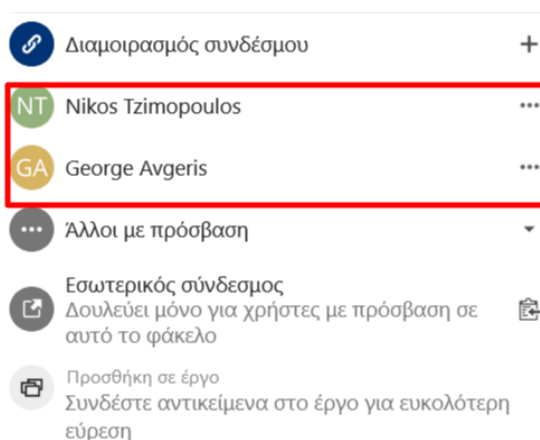 Διαμοιρασμός συνδέσμου
NT Nikos Tzimopoulos
GA George Avgeris
Άλλοι με πρόσβαση
Εσωτερικός σύνδεσμος
Δουλεύει μόνο για χρήστες με πρόσβαση σε
αυτό το φάκελο
Προσθήκη σε έργο
Συνδέστε αντικείμενα στο έργο για ευκολότερη
εύρεση